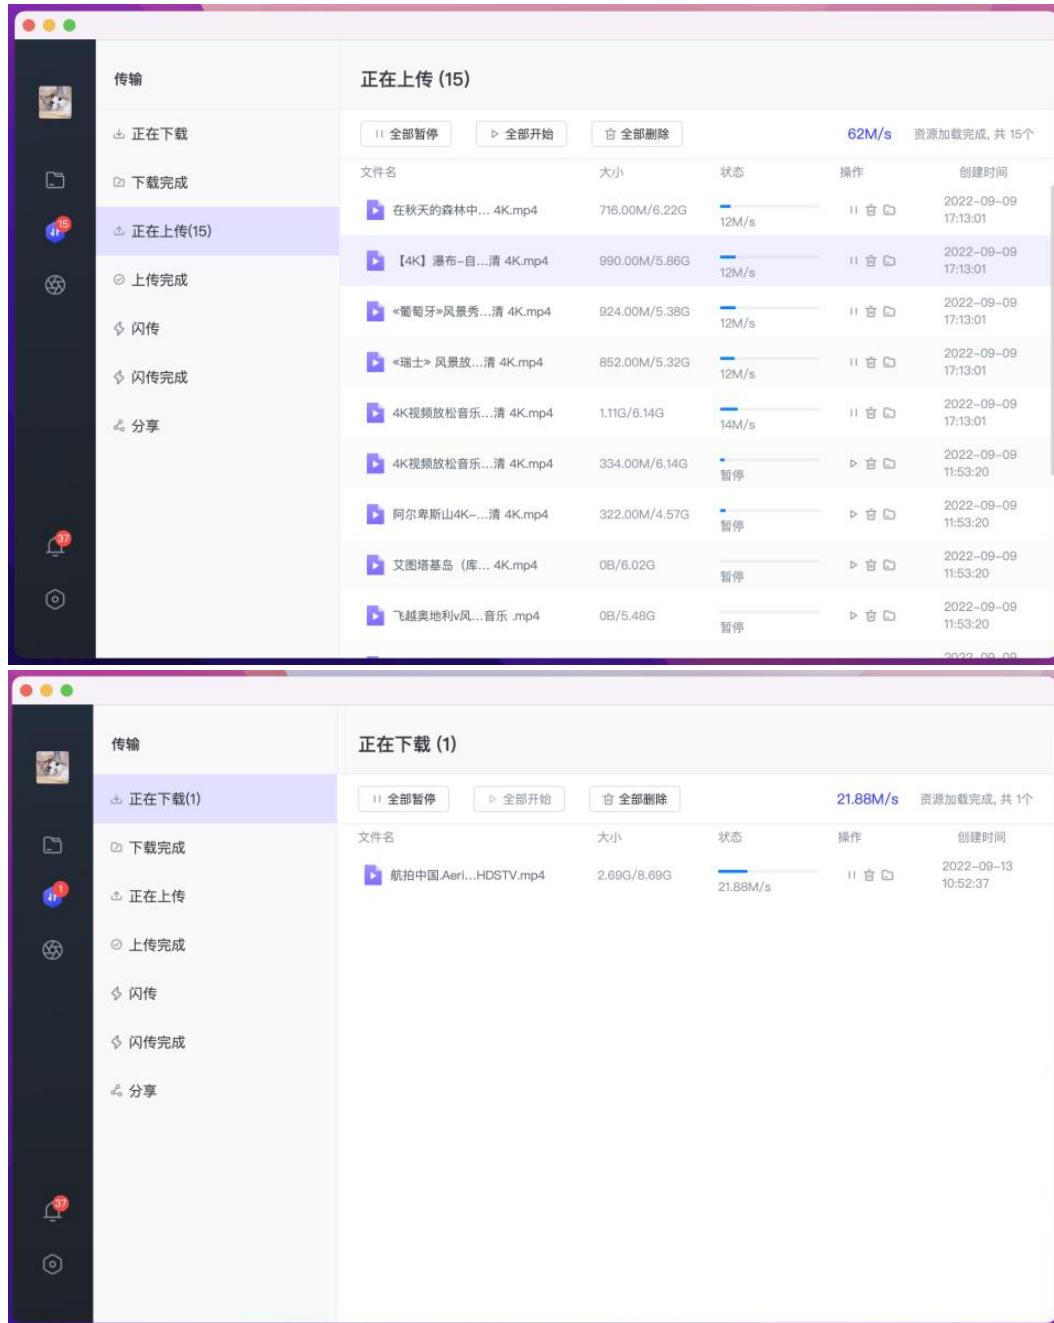 传输
正在上传 (15)
正在下载
全部暂停 全部开始 全部删除 62M/s 资源加载完成, 共 15个
文件名 大小 状态 操作 创建时间
下载完成
在秋天的森林中... 4K.mp4 716.00M/6.22G 12M/s 2022-09-09 17:13:01
15
正在上传(15)
【4K】瀑布-自...清 4K.mp4 990.00M/5.86G 12M/s 2022-09-09 17:13:01
上传完成
«葡萄牙»风景秀...清 4K.mp4 924.00M/5.38G 12M/s 2022-09-09 17:13:01
闪传
«瑞士» 风景放...清 4K.mp4 852.00M/5.32G 12M/s 2022-09-09 17:13:01
闪传完成
4K视频放松音乐...清 4K.mp4 1.11G/6.14G 14M/s 2022-09-09 17:13:01
分享
4K视频放松音乐...清 4K.mp4 334.00M/6.14G 暂停 2022-09-09 11:53:20
阿尔卑斯山4K-...清 4K.mp4 322.00M/4.57G 暂停 2022-09-09 11:53:20
37
艾图塔基岛（库... 4K.mp4 0B/6.02G 暂停 2022-09-09 11:53:20
飞越奥地利v风...音乐 .mp4 0B/5.48G 暂停 2022-09-09 11:53:20
2022-09-09
传输
正在下载 (1)
正在下载(1)
全部暂停 全部开始 全部删除 21.88M/s 资源加载完成, 共 1个
文件名 大小 状态 操作 创建时间
下载完成
航拍中国.Aeri...HDSTV.mp4 2.69G/8.69G 21.88M/s 2022-09-13 10:52:37
1
正在上传
上传完成
闪传
闪传完成
分享
37